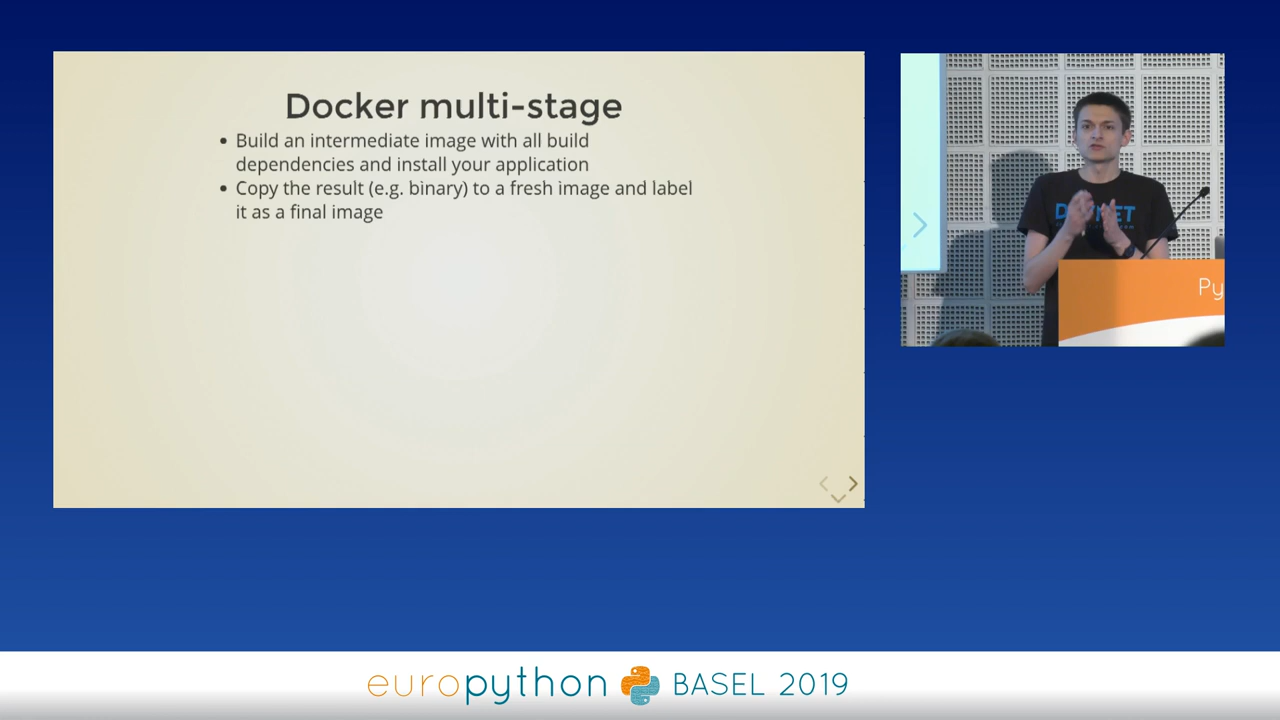 Docker multi-stage
• Build an intermediate image with all build
dependencies and install your application
• Copy the result (e.g. binary) to a fresh image and label
it as a final image
Py
europython BASEL 2019